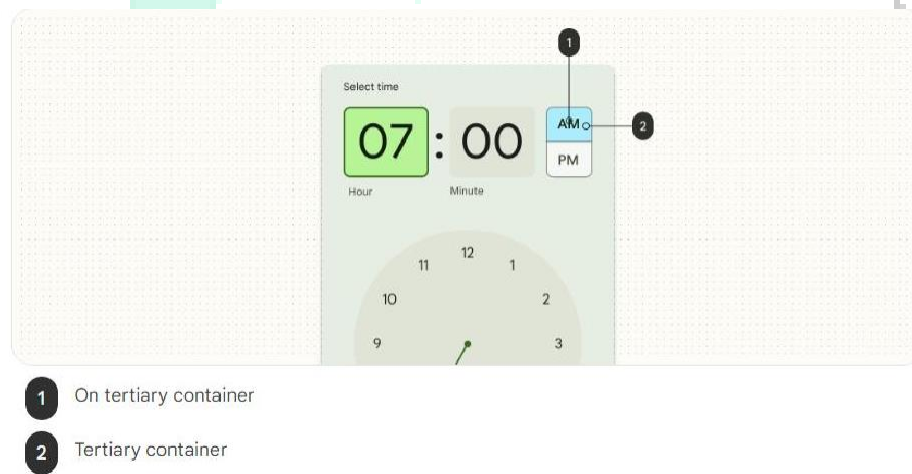 1
Select time
07 : 00 AM
2
PM
Hour Minute
12
11 1
10 2
9 3
1 On tertiary container
2 Tertiary container